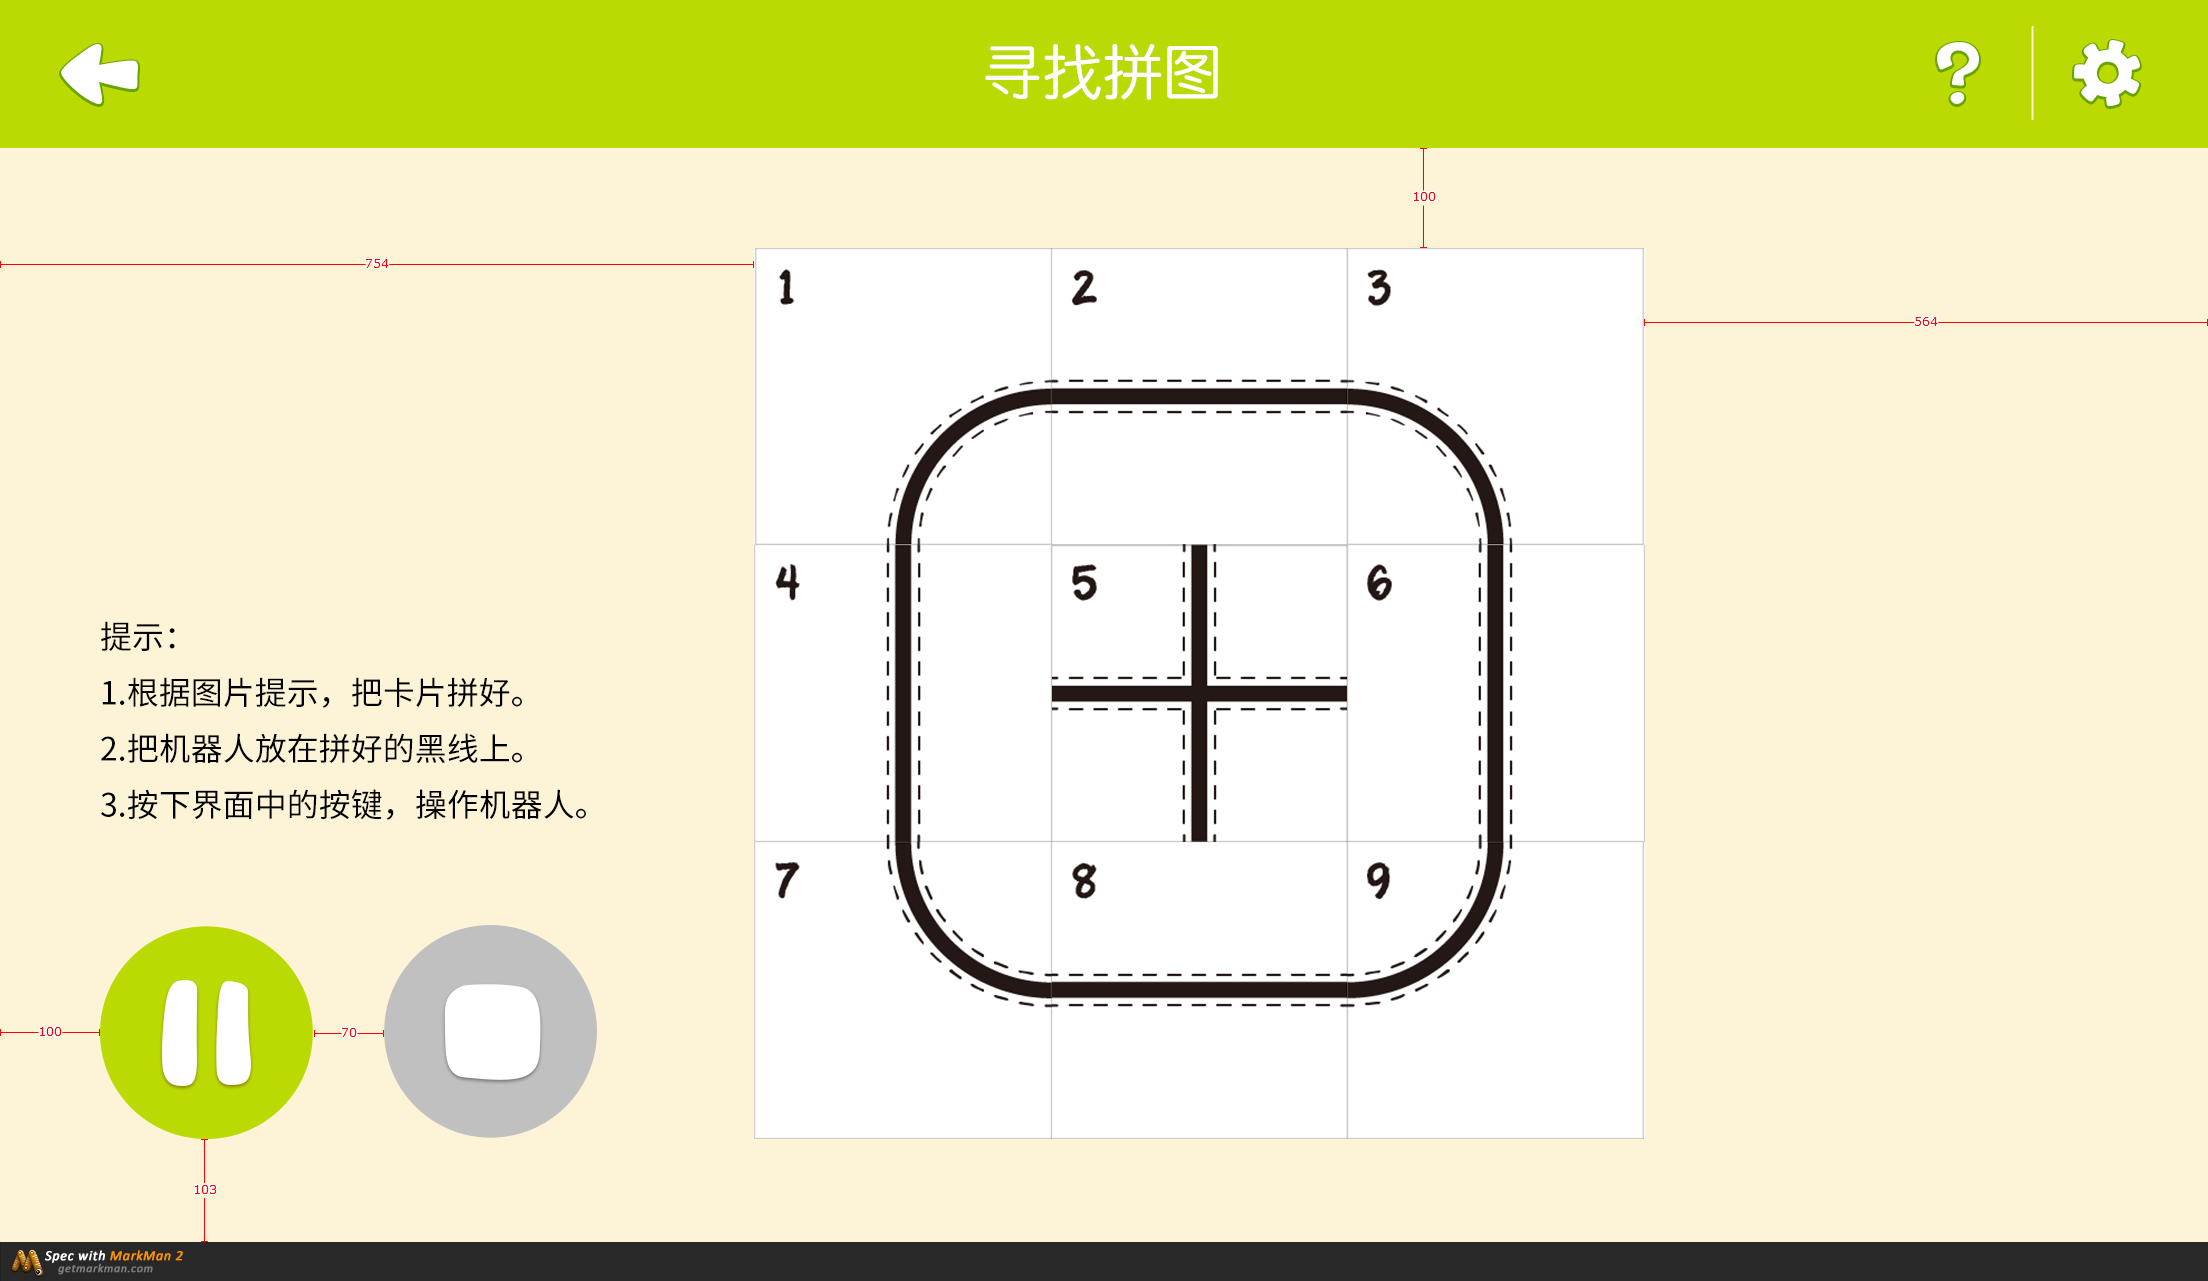 寻找拼图
100
754
564
1
2
3
4
5
6
7
8
9
提示：
1.根据图片提示，把卡片拼好。
2.把机器人放在拼好的黑线上。
3.按下界面中的按键，操作机器人。
100
70
103
Spec with MarkMan 2
getmarkman.com